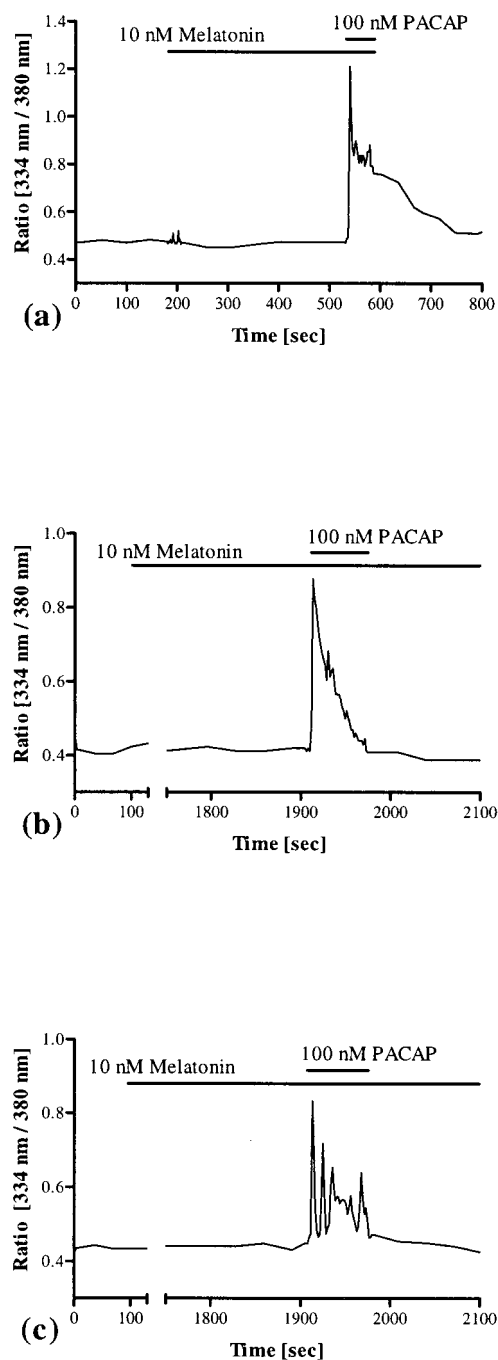 100 nM PACAP
10 nM Melatonin
1.4
1.2
1.0
0.8
0.6
0.4
Ratio [334 nm / 380 nm]
0 100 200 300 400 500 600 700 800
Time [sec]
(a)
100 nM PACAP
10 nM Melatonin
1.0
0.8
0.6
0.4
Ratio [334 nm / 380 nm]
0 100 1800 1900 2000 2100
Time [sec]
(b)
100 nM PACAP
10 nM Melatonin
1.0
0.8
0.6
0.4
Ratio [334 nm / 380 nm]
0 100 1800 1900 2000 2100
Time [sec]
(c)